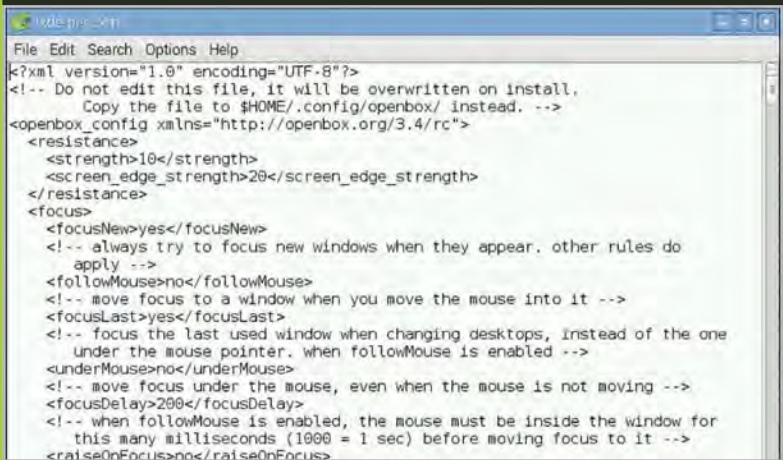 File Edit Search Options Help
<?xml version="1.0" encoding="UTF-8"?>
<!-- Do not edit this file, it will be overwritten on install.
        Copy the file to $HOME/.config/openbox/ instead. -->
<openbox_config xmlns="http://openbox.org/3.4/rc">
  <resistance>
    <strength>10</strength>
    <screen_edge_strength>20</screen_edge_strength>
  </resistance>
  <focus>
    <focusNew>yes</focusNew>
    <!-- always try to focus new windows when they appear. other rules do
       apply -->
    <followMouse>no</followMouse>
    <!-- move focus to a window when you move the mouse into it -->
    <focusLast>yes</focusLast>
    <!-- focus the last used window when changing desktops, instead of the one
       under the mouse pointer. when followMouse is enabled -->
    <underMouse>no</underMouse>
    <!-- move focus under the mouse, even when the mouse is not moving -->
    <focusDelay>200</focusDelay>
    <!-- when followMouse is enabled, the mouse must be inside the window for
       this many milliseconds (1000 = 1 sec) before moving focus to it -->
    <raiseOnFocus>no</raiseOnFocus>